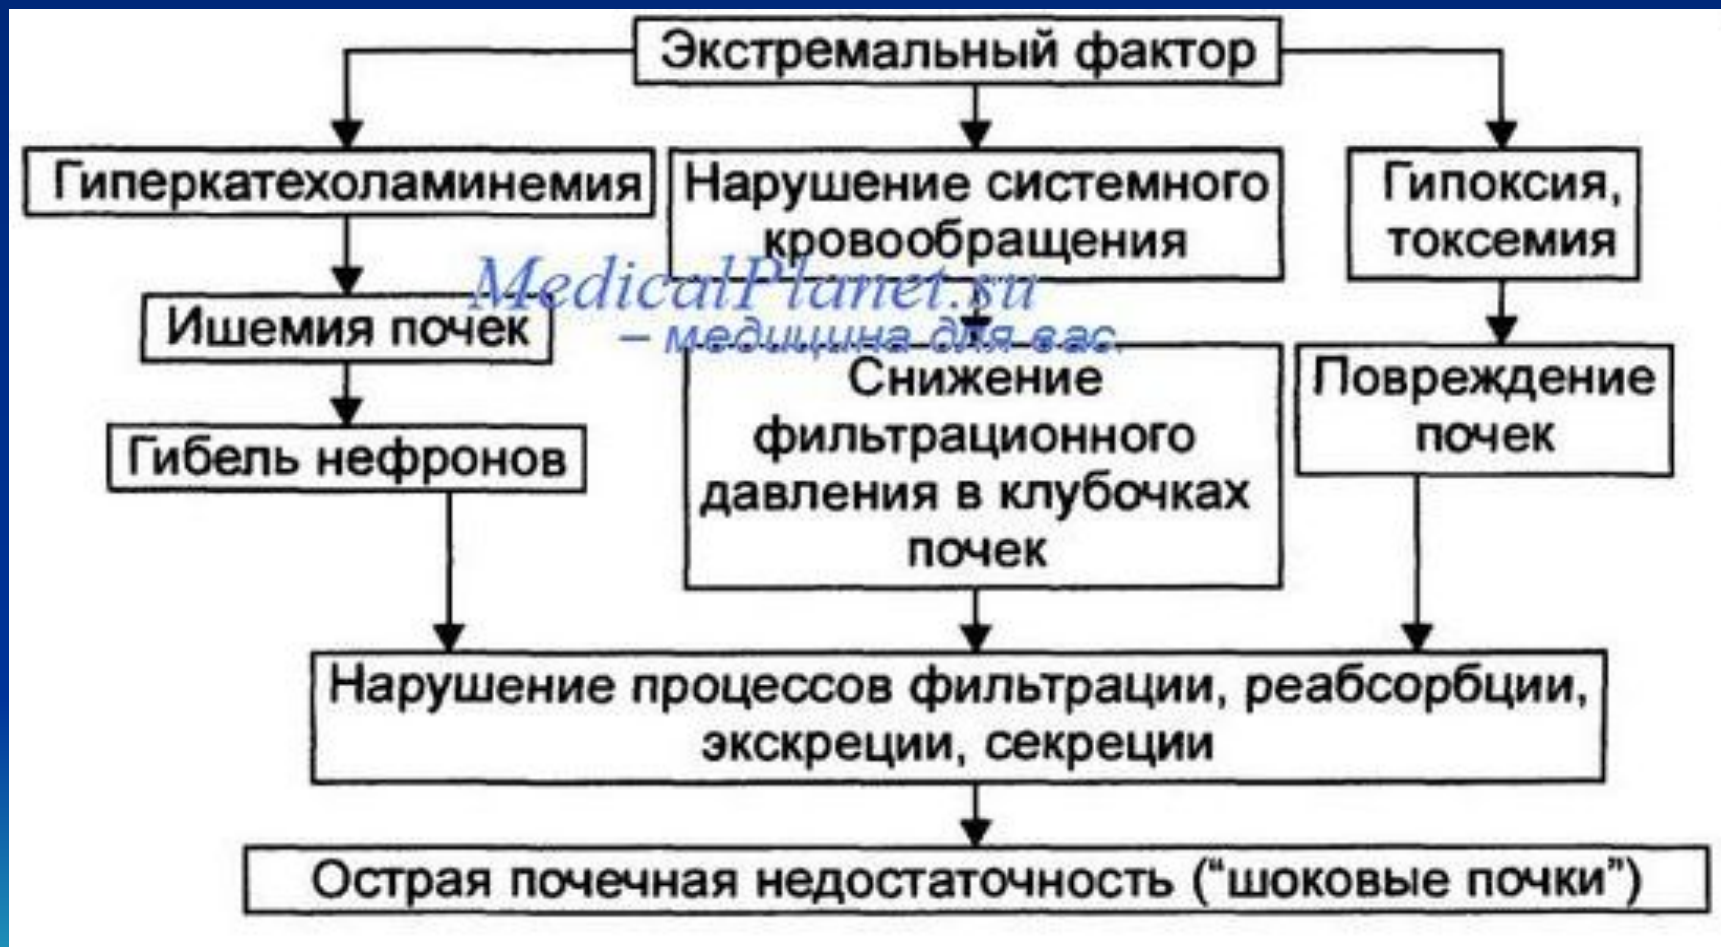 Экстремальный фактор
Гиперкатехоламинемия
Нарушение системного
кровообращения
Гипоксия,
токсемия
MedicalPlanet.su
– медицина для вас.
Ишемия почек
Гибель нефронов
Снижение
фильтрационного
давления в клубочках
почек
Повреждение
почек
Нарушение процессов фильтрации, реабсорбции,
экскреции, секреции
Острая почечная недостаточность (“шоковые почки”)